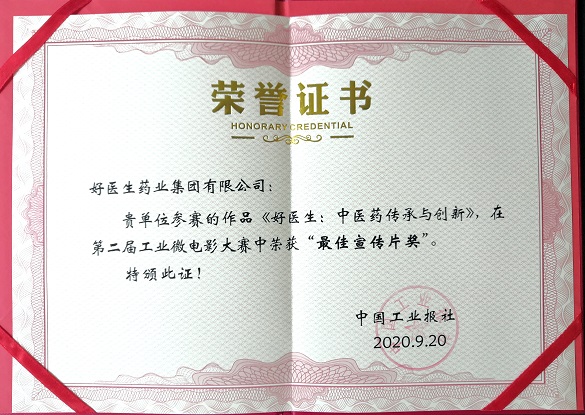 荣誉证书
HONORARY CREDENTIAL
好医生药业集团有限公司：
贵单位参赛的作品《好医生：中医药传承与创新》，在
第二届工业微电影大赛中荣获“最佳宣传片奖”。
特颁此证！
中国工业报社
2020.9.20